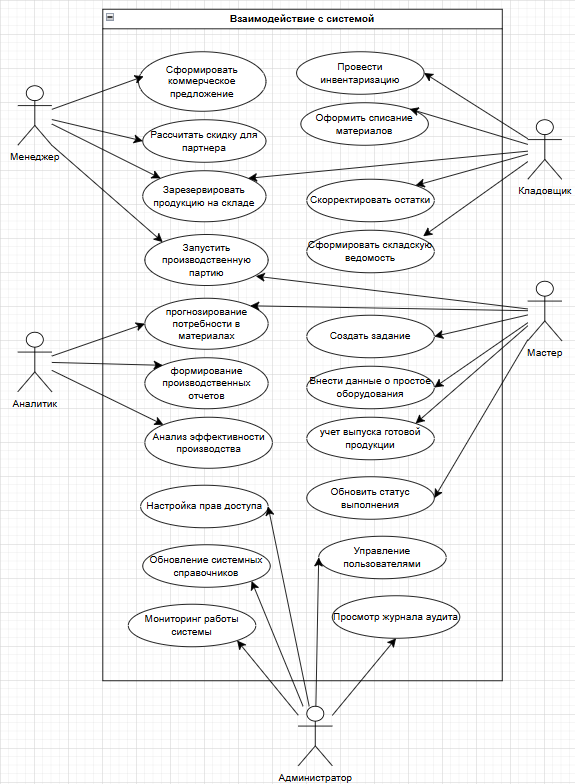 Взаимодействие с системой
Сформировать
коммерческое
предложение
Провести
инвентаризацию
Рассчитать скидку для
партнера
Оформить списание
материалов
Менеджер
Зарезервировать
продукцию на складе
Скорректировать остатки
Кладовщик
Запустить
производственную
партию
Сформировать складскую
ведомость
прогнозирование
потребности в
материалах
Создать задание
Мастер
Аналитик
формирование
производственных
отчетов
Внести данные о простое
оборудования
Анализ эффективности
производства
учет выпуска готовой
продукции
Настройка прав доступа
Обновить статус
выполнения
Обновление системных
справочников
Управление
пользователями
Мониторинг работы
системы
Просмотр журнала аудита
Администратор